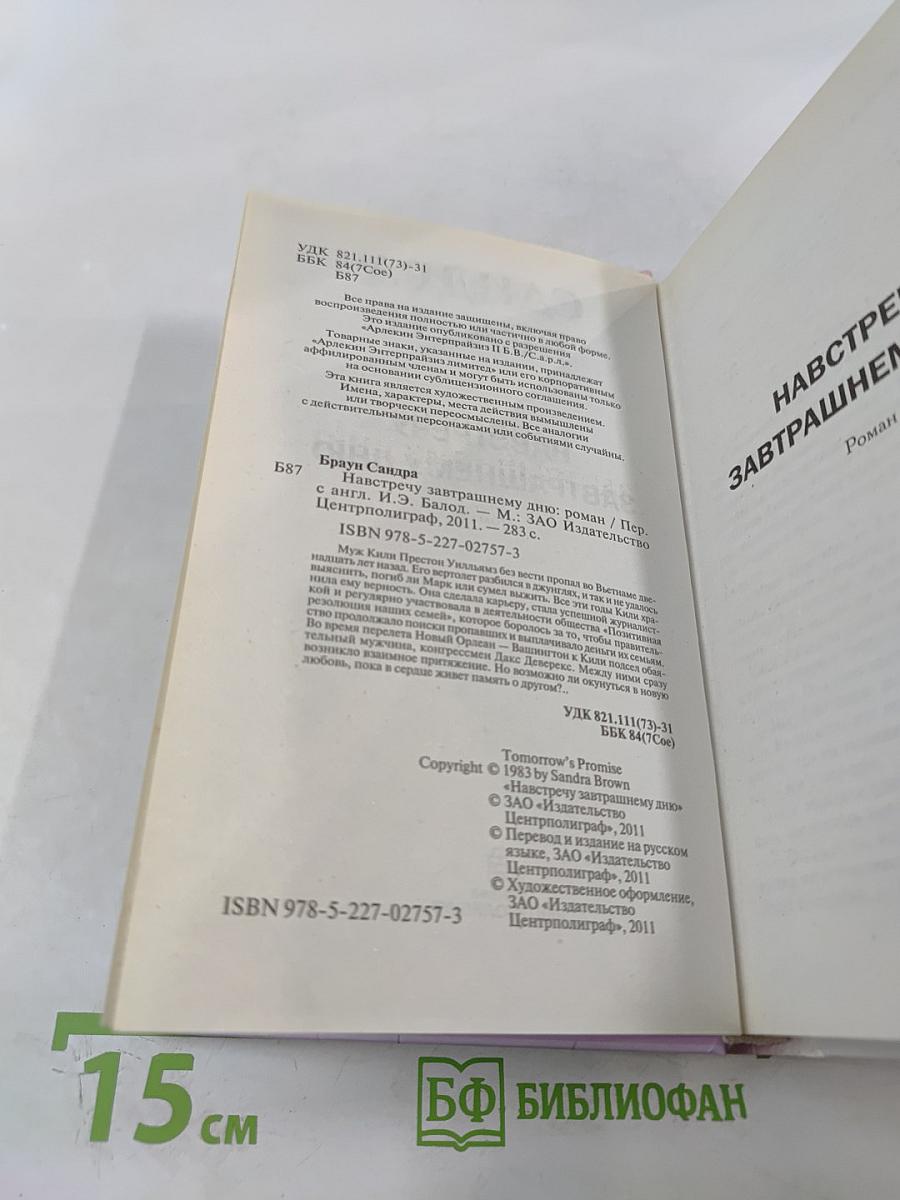 УДК 821.111(73)-31
ББК 84(7Сое)
Б87
Все права на издание защищены, включая право
воспроизведения полностью или частично в любой форме.
Это издание опубликовано с разрешения
«Арлекин Энтерпрайзиз II Б.В./С.а.р.л.».
Товарные знаки, указанные на издании, принадлежат
«Арлекин Энтерпрайзиз лимитед» или его корпоративным
аффилированным членам и могут быть использованы только
на основании сублицензионного соглашения.
Эта книга является художественным произведением.
Имена, характеры, места действия вымышлены
или творчески переосмыслены. Все аналогии
с действительными персонажами или событиями случайны.
Браун Сандра
Б87 Навстречу завтрашнему дню: роман / Пер.
с англ. И.Э. Балод. — М.: ЗАО Издательство
Центрполиграф, 2011. — 283 с.
ISBN 978-5-227-02757-3
Муж Кили Престон Уилльямз без вести пропал во Вьетнаме две-
надцать лет назад. Его вертолет разбился в джунглях, и так и не удалось
выяснить, погиб ли Марк или сумел выжить. Все эти годы Кили хра-
нила ему верность. Она сделала карьеру, стала успешной журналист-
кой и регулярно участвовала в деятельности общества «Позитивная
резолюция наших семей», которое боролось за то, чтобы правитель-
ство продолжало поиски пропавших и выплачивало деньги их семьям.
Во время перелета Новый Орлеан — Вашингтон к Кили подсел обая-
тельный мужчина, конгрессмен Дакс Деверекс. Между ними сразу
возникло взаимное притяжение. Но возможно ли окунуться в новую
любовь, пока в сердце живет память о другом?..
УДК 821.111(73)-31
ББК 84(7Сое)
Tomorrow's Promise
Copyright © 1983 by Sandra Brown
«Навстречу завтрашнему дню»
© ЗАО «Издательство
Центрполиграф», 2011
© Перевод и издание на русском
языке, ЗАО «Издательство
Центрполиграф», 2011
© Художественное оформление,
ЗАО «Издательство
Центрполиграф», 2011
ISBN 978-5-227-02757-3
НАВСТРЕ
ЗАВТРАШНЕМ
Роман
15 см
БФ БИБЛИОФАН